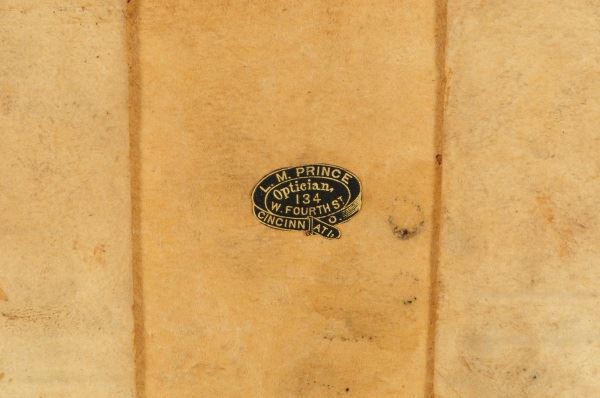 L. M. PRINCE
Optician,
134
W. FOURTH ST
CINCINNATI, O.